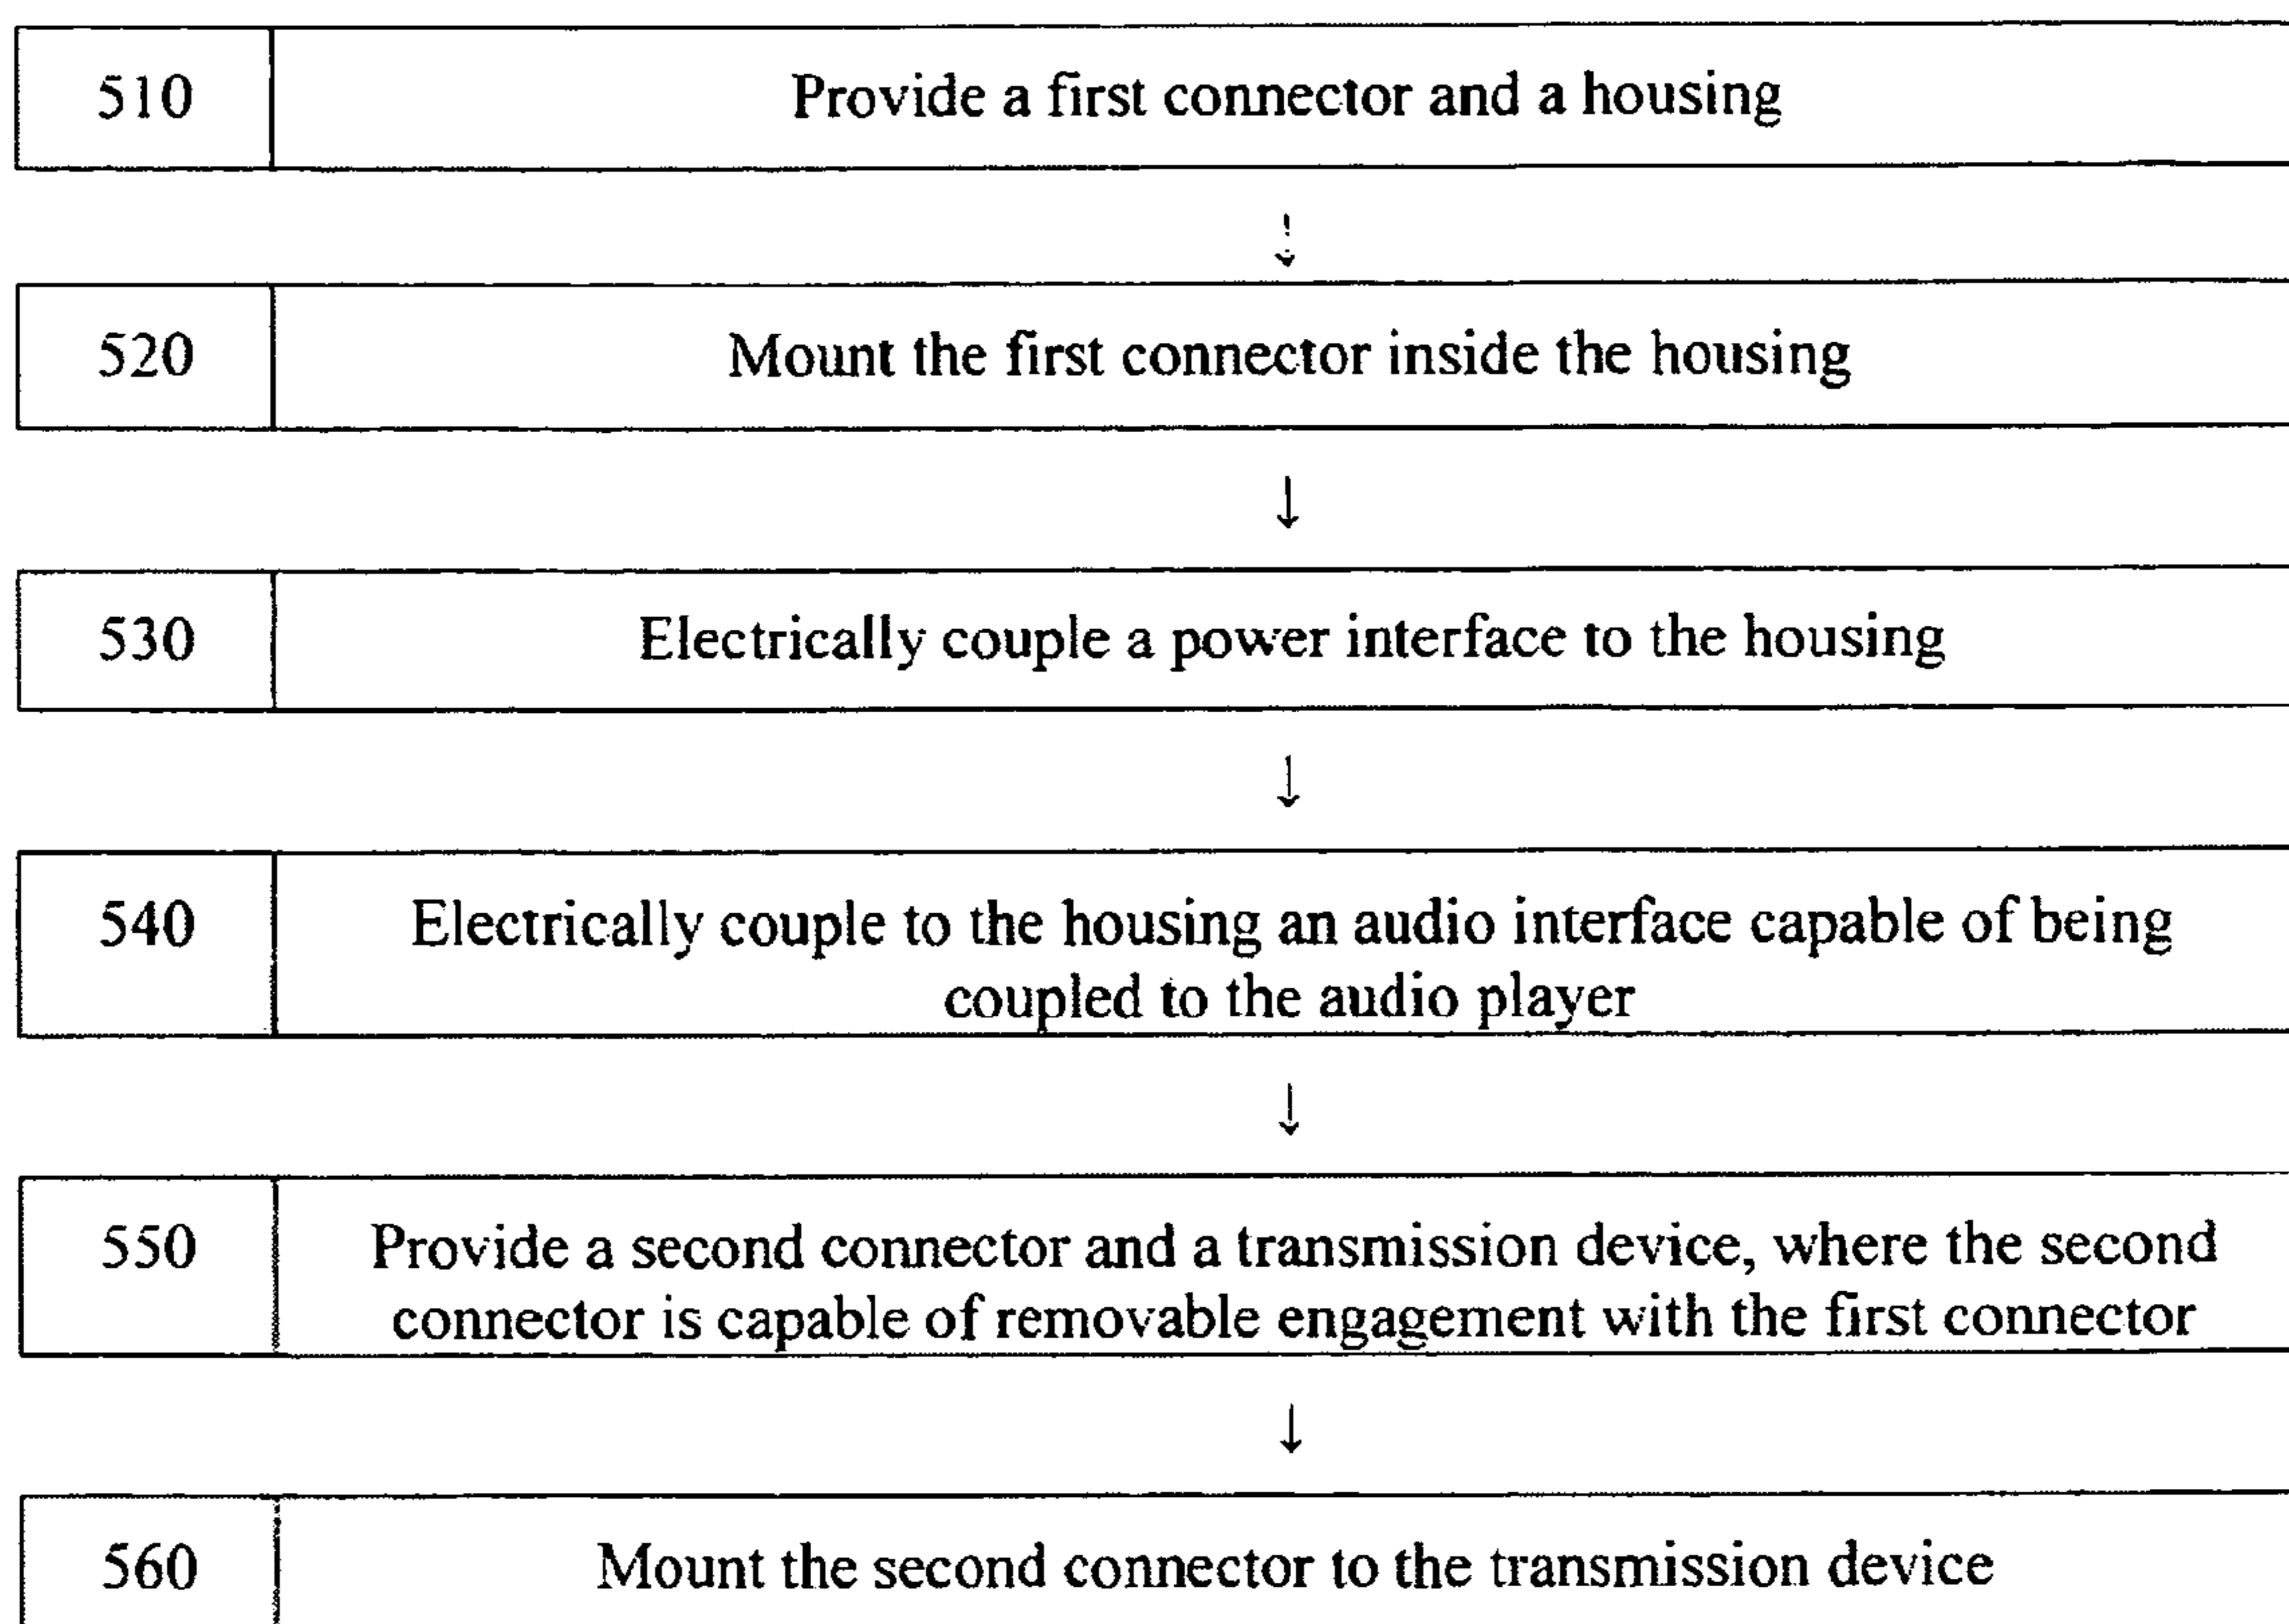 510 Provide a first connector and a housing
↓
520 Mount the first connector inside the housing
↓
530 Electrically couple a power interface to the housing
↓
540 Electrically couple to the housing an audio interface capable of being
coupled to the audio player
↓
550 Provide a second connector and a transmission device, where the second
connector is capable of removable engagement with the first connector
↓
560 Mount the second connector to the transmission device